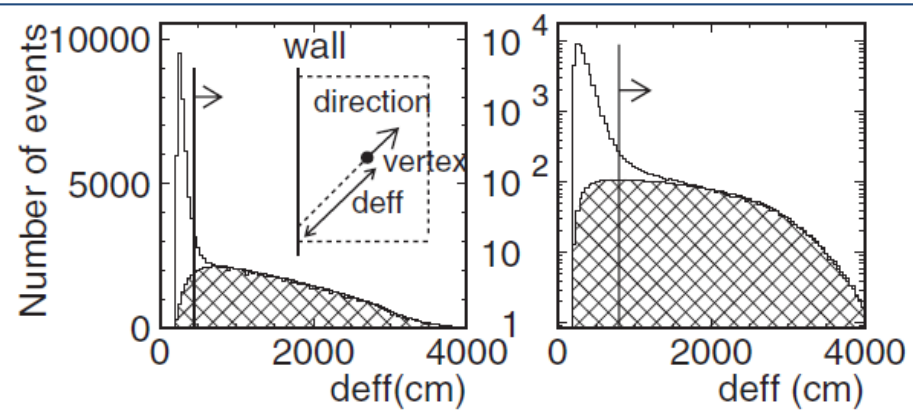 Number of events
10000
5000
0
wall
direction
vertex
deff
0 2000 4000
deff(cm)
10 4
10 3
10 2
10
1
0 2000 4000
deff (cm)